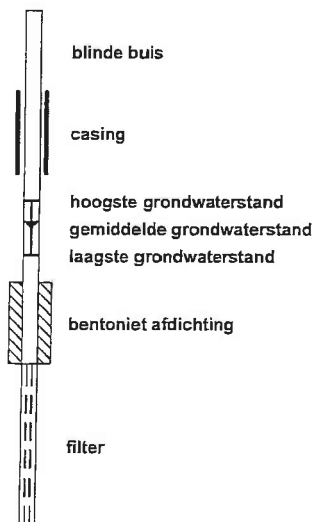 blinde buis
casing
hoogste grondwaterstand
gemiddelde grondwaterstand
laagste grondwaterstand
bentoniet afdichting
filter